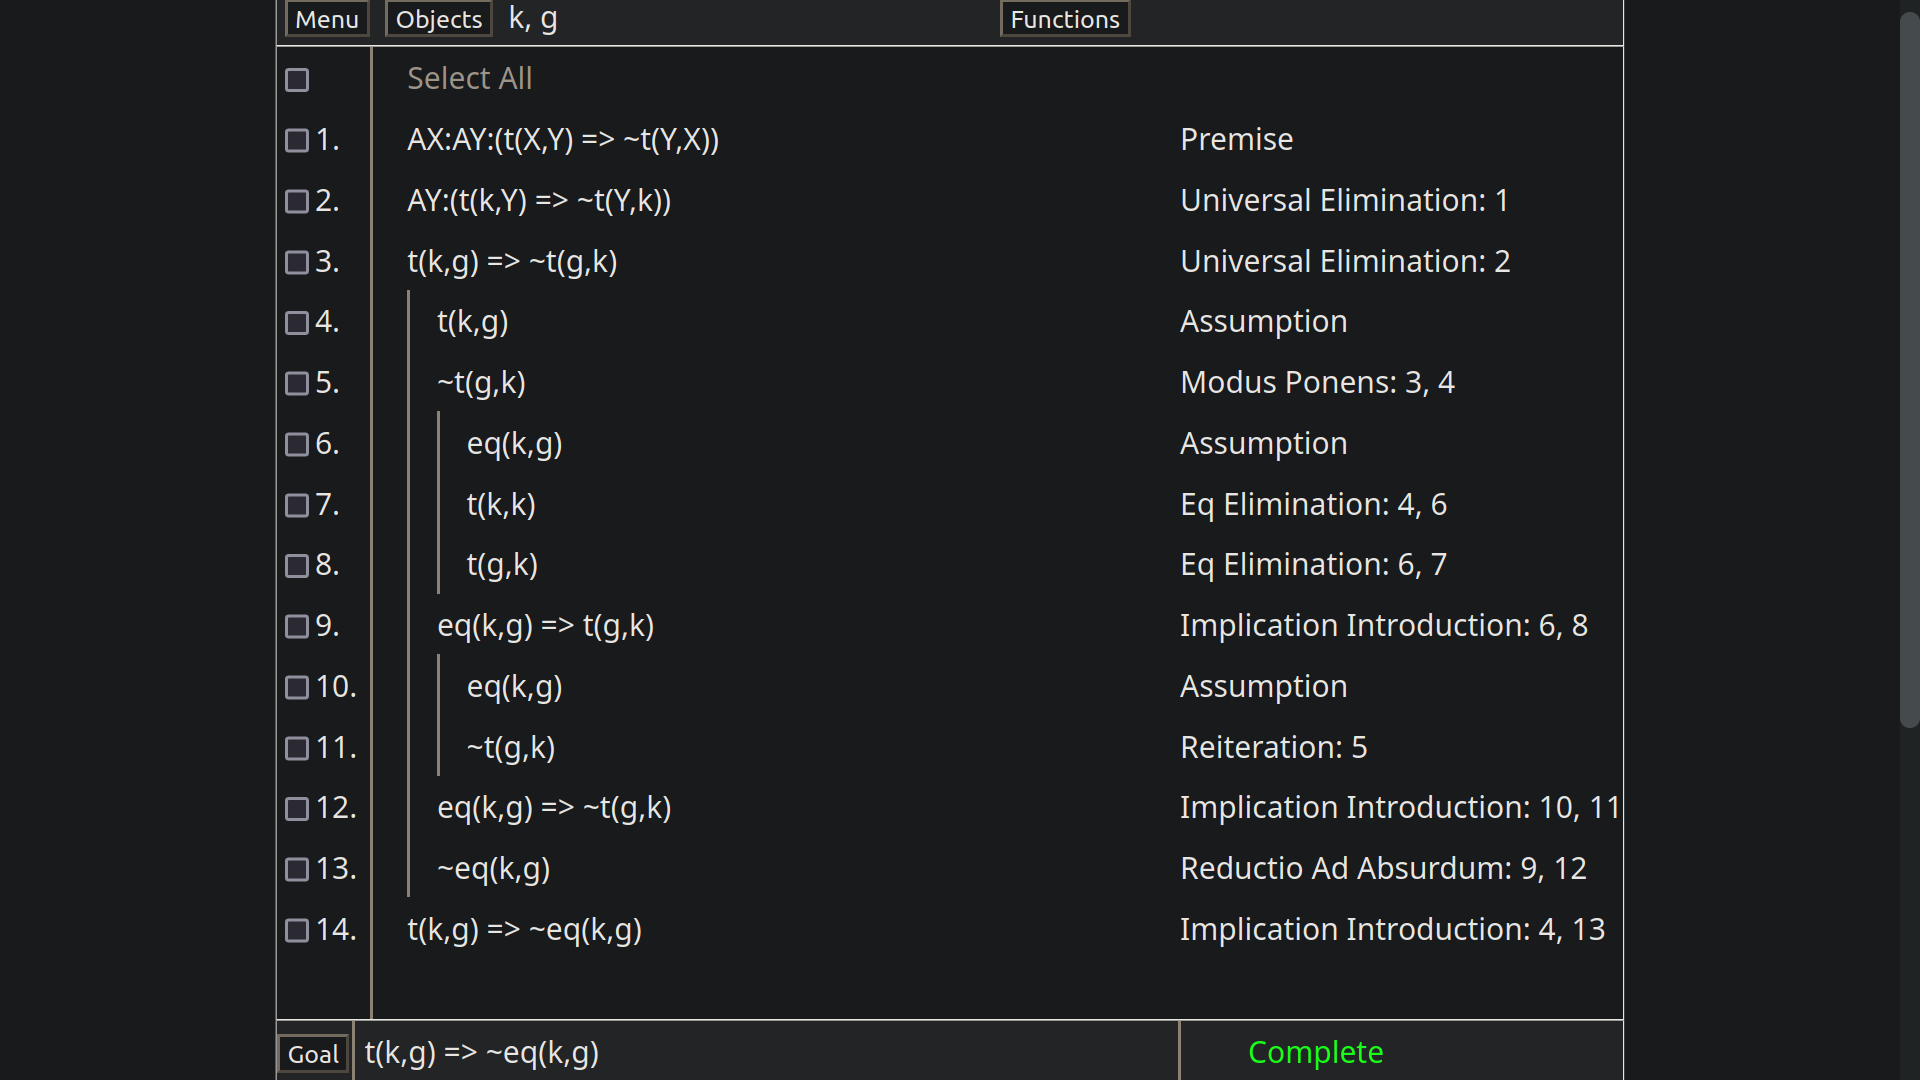 Menu Objects k, g Functions
Select All
1. AX:AY:(t(X,Y) => ~t(Y,X)) Premise
2. AY:(t(k,Y) => ~t(Y,k)) Universal Elimination: 1
3. t(k,g) => ~t(g,k) Universal Elimination: 2
4. t(k,g) Assumption
5. ~t(g,k) Modus Ponens: 3, 4
6. eq(k,g) Assumption
7. t(k,k) Eq Elimination: 4, 6
8. t(g,k) Eq Elimination: 6, 7
9. eq(k,g) => t(g,k) Implication Introduction: 6, 8
10. eq(k,g) Assumption
11. ~t(g,k) Reiteration: 5
12. eq(k,g) => ~t(g,k) Implication Introduction: 10, 11
13. ~eq(k,g) Reductio Ad Absurdum: 9, 12
14. t(k,g) => ~eq(k,g) Implication Introduction: 4, 13
Goal t(k,g) => ~eq(k,g) Complete